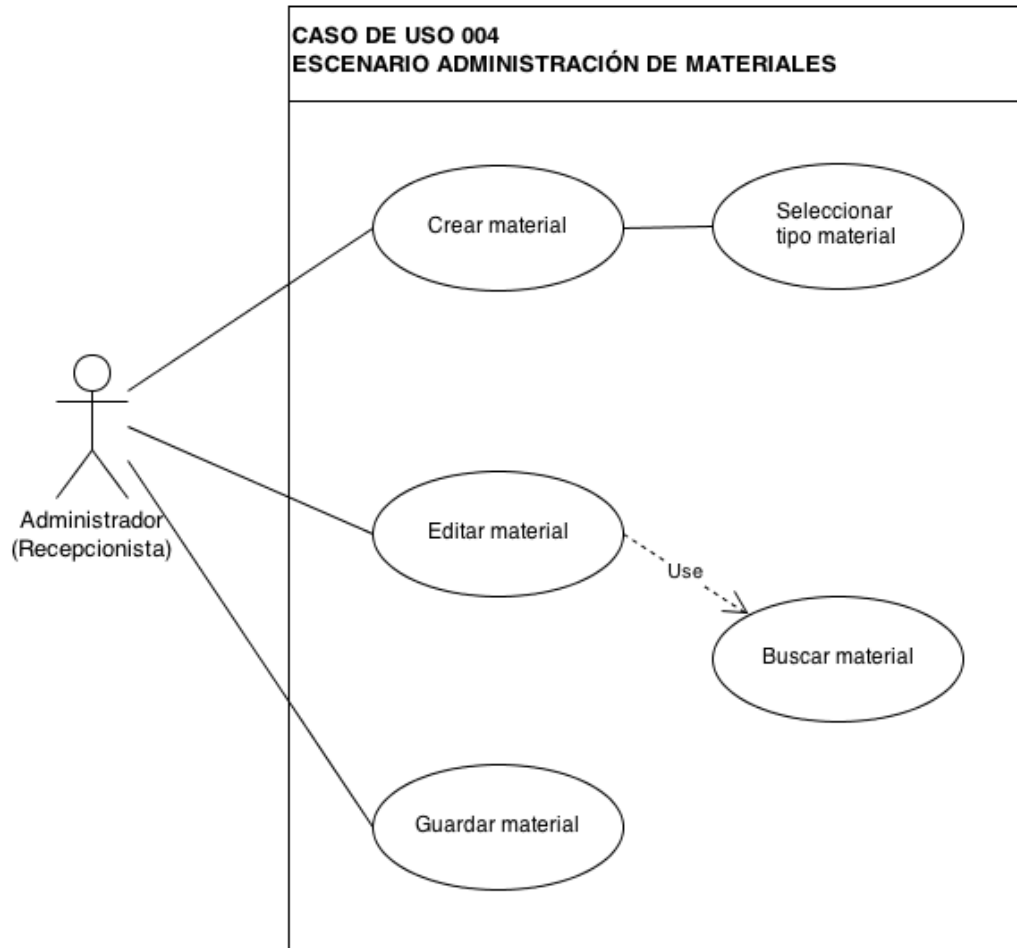 CASO DE USO 004
ESCENARIO ADMINISTRACIÓN DE MATERIALES
Crear material
Seleccionar
tipo material
Administrador
(Recepcionista)
Editar material
Use
Buscar material
Guardar material